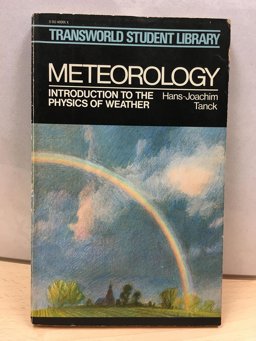 TRANSWORLD STUDENT LIBRARY
METEOROLOGY
INTRODUCTION TO THE Hans-Joachim
PHYSICS OF WEATHER Tanck